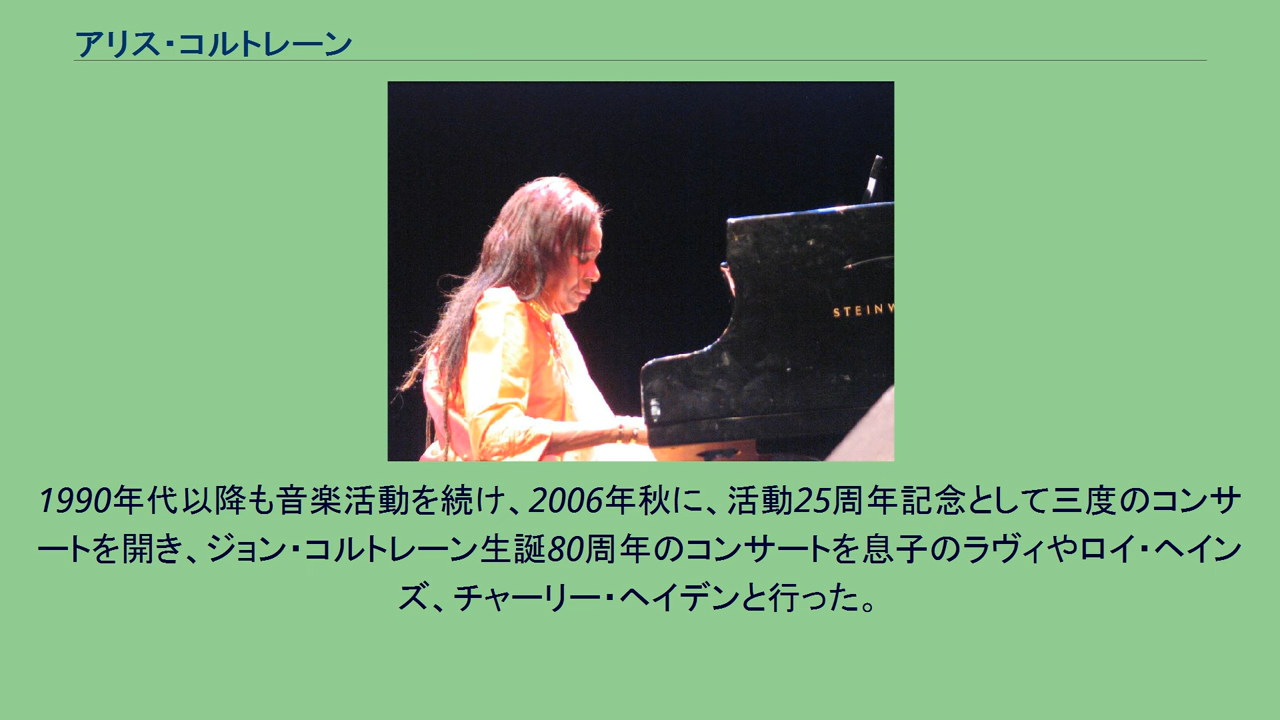 アリス・コルトレーン
STEINW
1990年代以降も音楽活動を続け、2006年秋に、活動25周年記念として三度のコンサ
ートを開き、ジョン・コルトレーン生誕80周年のコンサートを息子のラヴィやロイ・ヘイン
ズ、チャーリー・ヘイデンと行った。